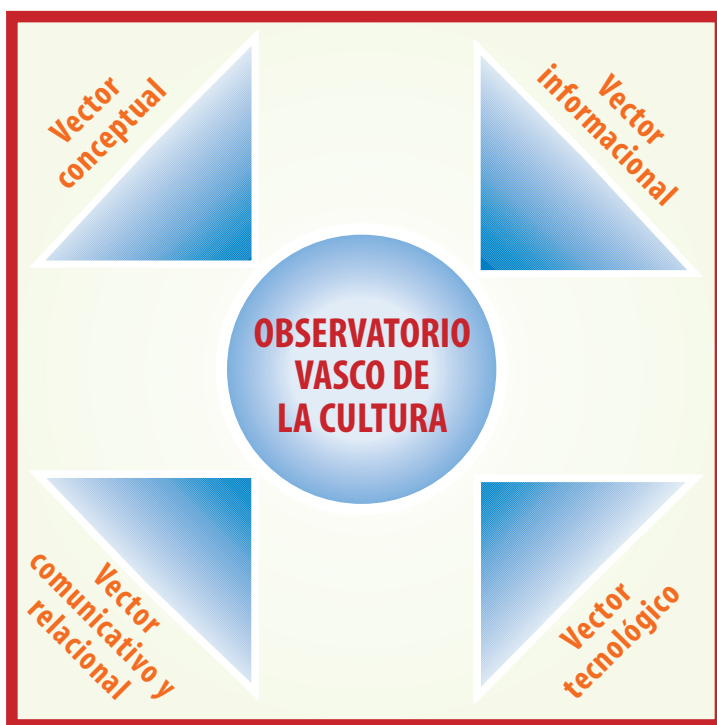 Vector
conceptual
Vector
informacional
OBSERVATORIO
VASCO DE
LA CULTURA
Vector
comunicativo y
relacional
Vector
tecnológico